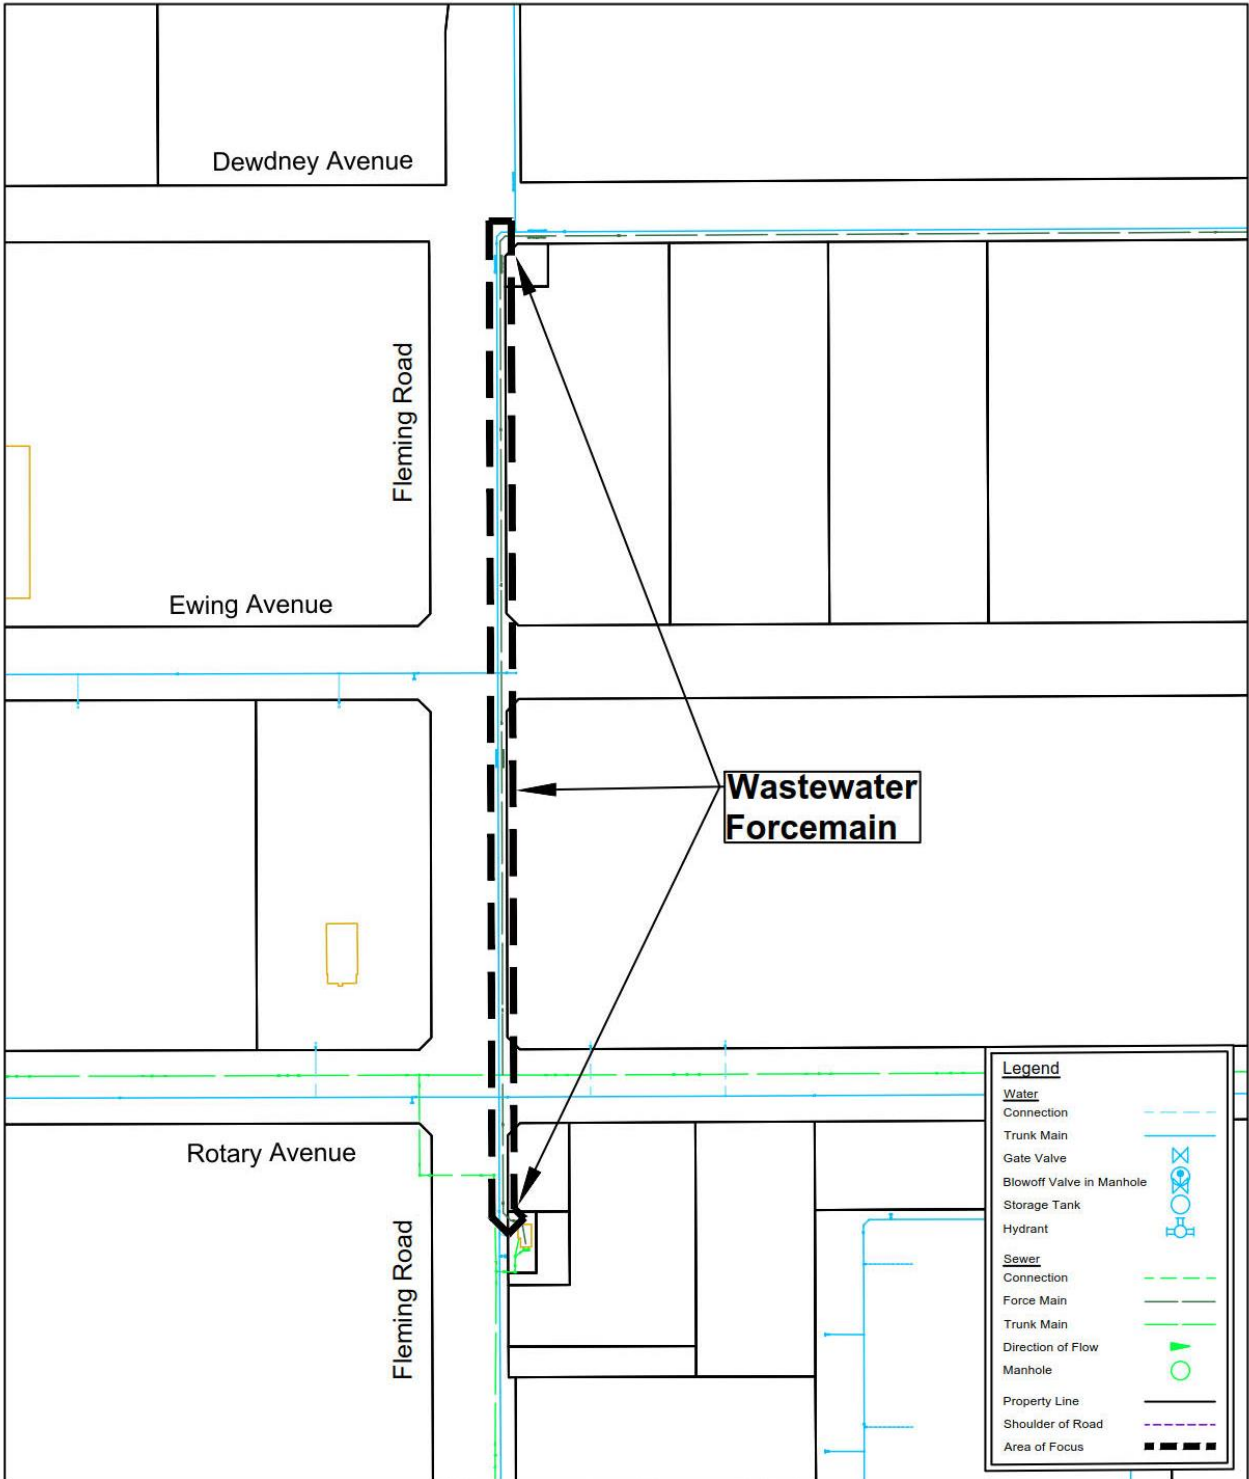 Dewdney Avenue
Fleming Road
Ewing Avenue
Wastewater
Forcemain
Rotary Avenue
Fleming Road
Legend
Water
Connection
Trunk Main
Gate Valve
Blowoff Valve in Manhole
Storage Tank
Hydrant
Sewer
Connection
Force Main
Trunk Main
Direction of Flow
Manhole
Property Line
Shoulder of Road
Area of Focus